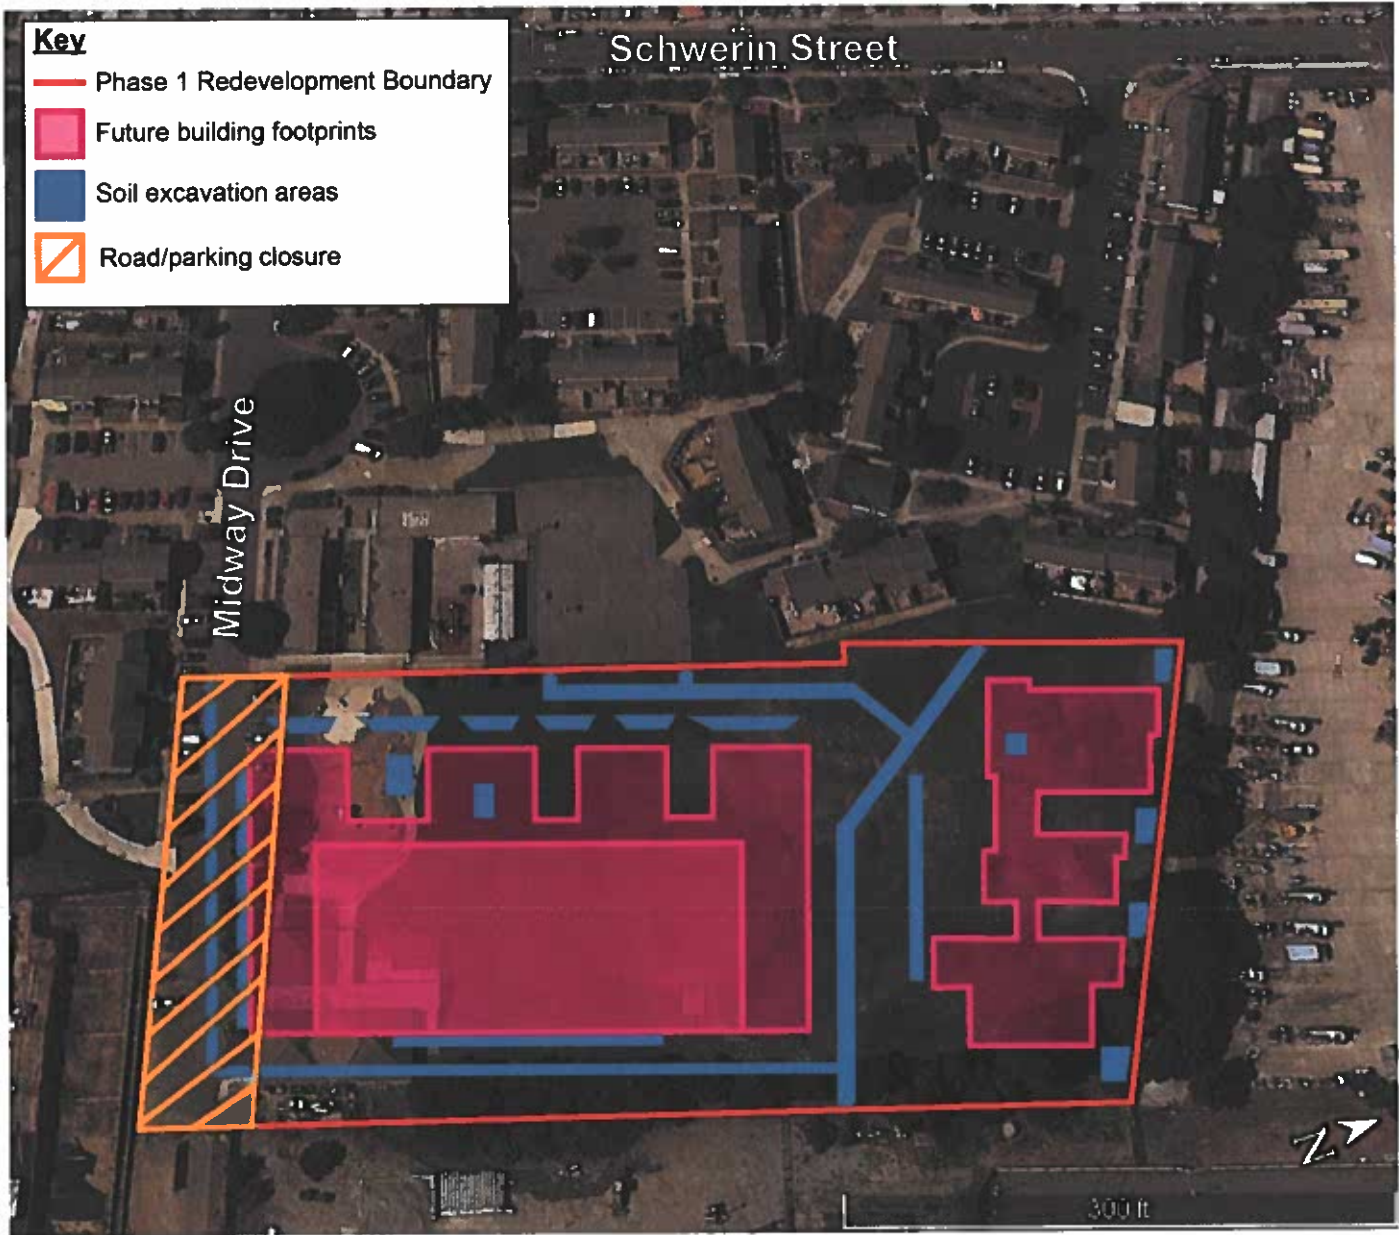 Key
Phase 1 Redevelopment Boundary
Future building footprints
Soil excavation areas
Road/parking closure
Schwerin Street
Midway Drive
N
300 ft